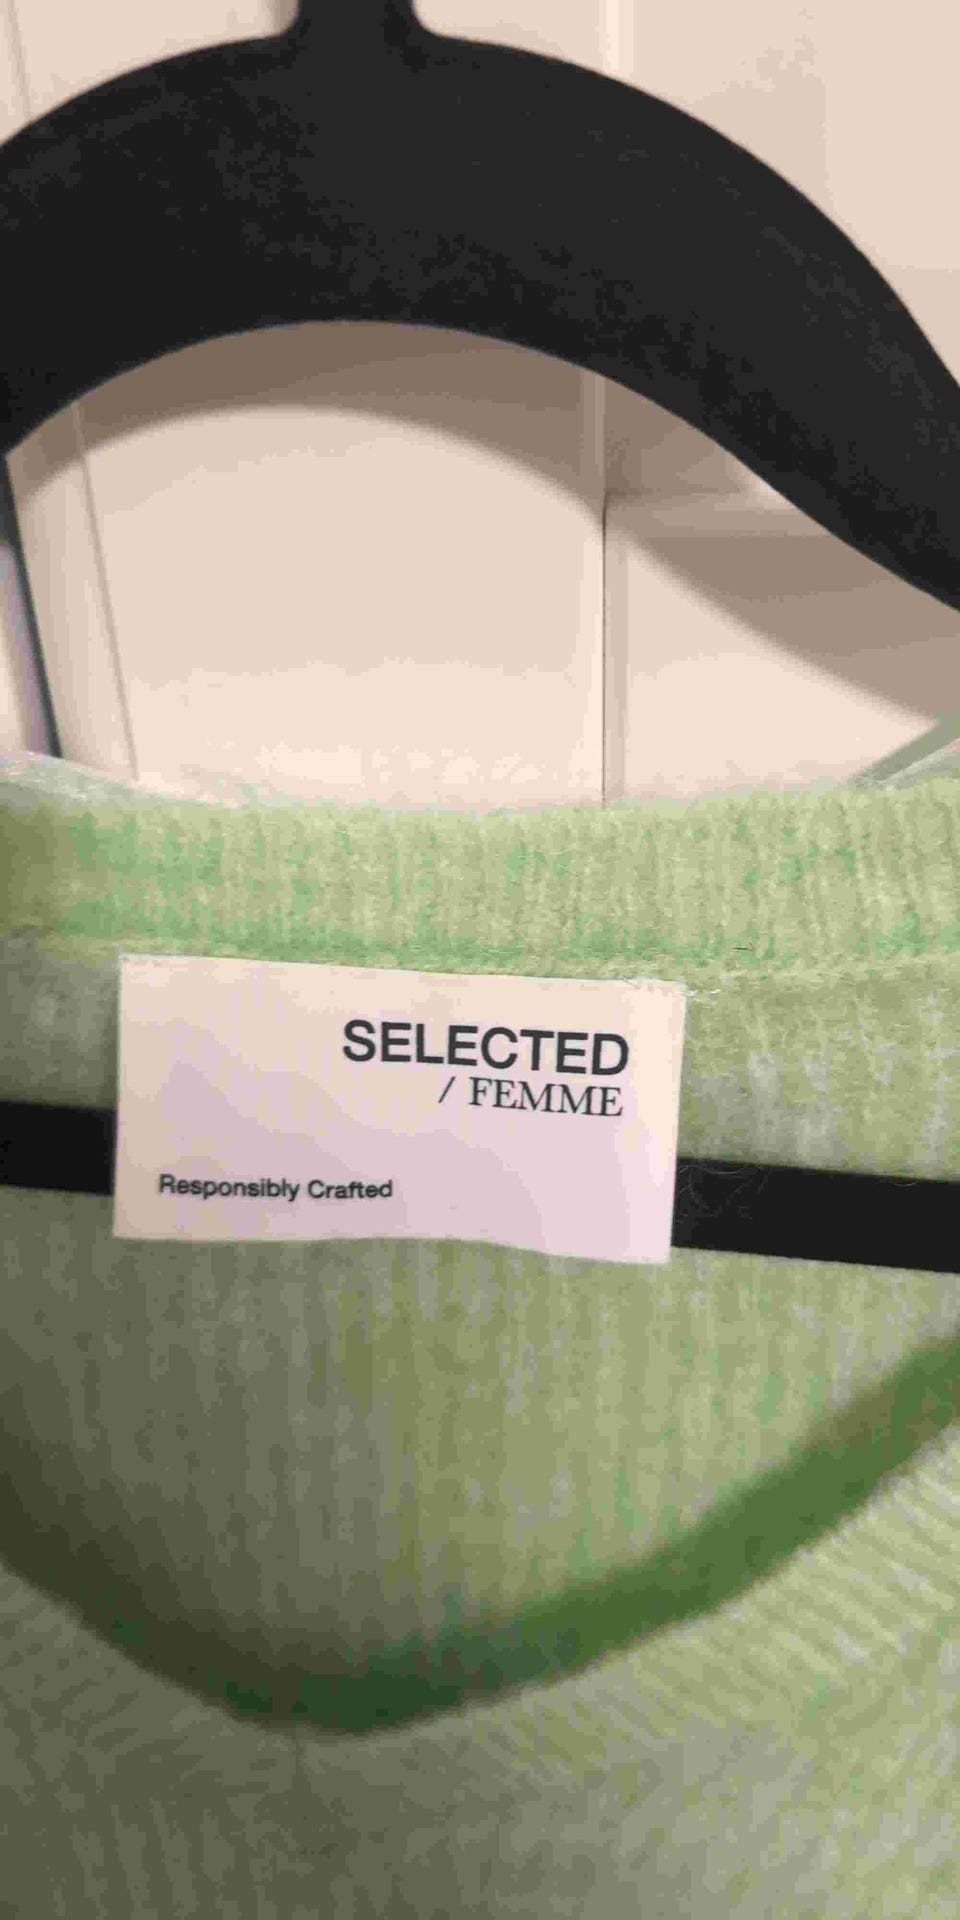 SELECTED
/ FEMME
Responsibly Crafted